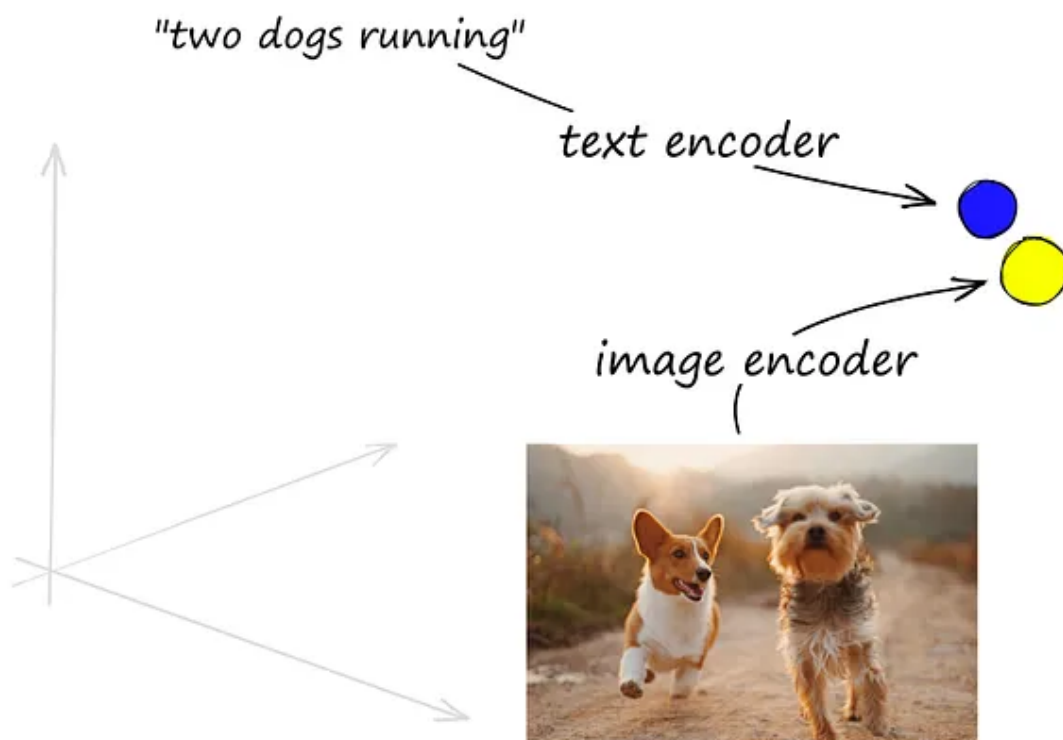 "two dogs running"
text encoder
image encoder